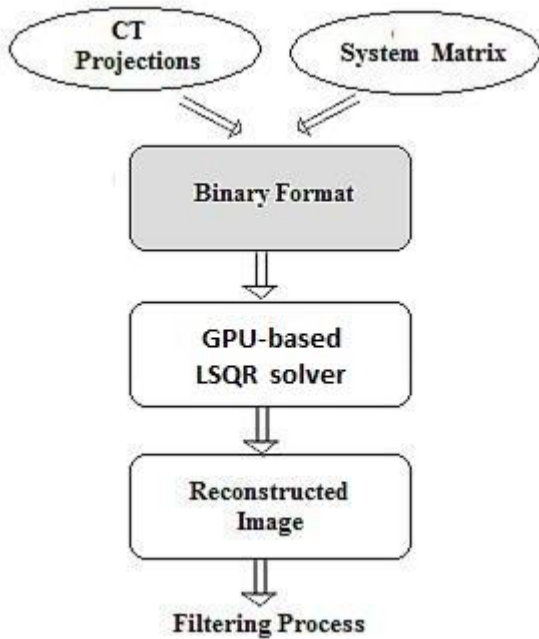 CT
Projections
System Matrix
Binary Format
GPU-based
LSQR solver
Reconstructed
Image
Filtering Process